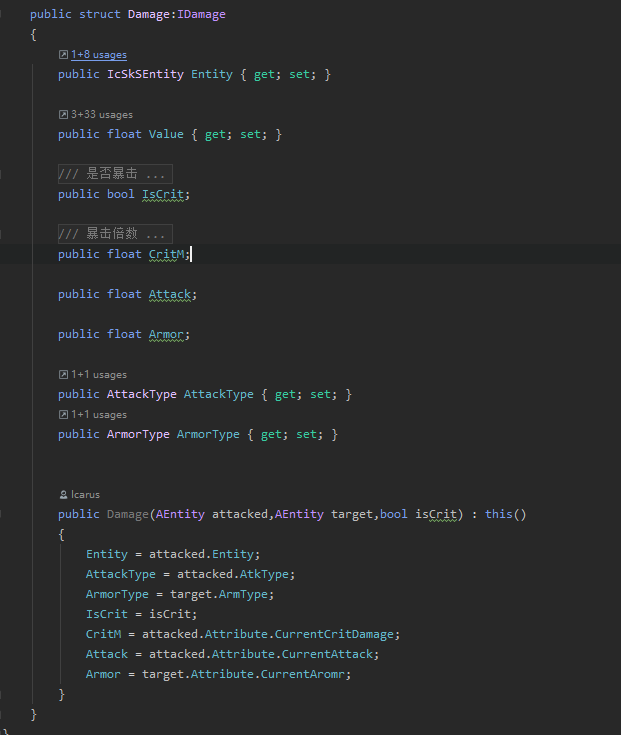 public struct Damage:IDamage
{
1+8 usages
public IcSkSEntity Entity { get; set; }
3+33 usages
public float Value { get; set; }
/// 是否暴击 ...
public bool IsCrit;
/// 暴击倍数 ...
public float CritM;
public float Attack;
public float Armor;
1+1 usages
public AttackType AttackType { get; set; }
1+1 usages
public ArmorType ArmorType { get; set; }
Icarus
public Damage(AEntity attacked,AEntity target,bool isCrit) : this()
{
Entity = attacked.Entity;
AttackType = attacked.AtkType;
ArmorType = target.ArmType;
IsCrit = isCrit;
CritM = attacked.Attribute.CurrentCritDamage;
Attack = attacked.Attribute.CurrentAttack;
Armor = target.Attribute.CurrentAromr;
}
}
}